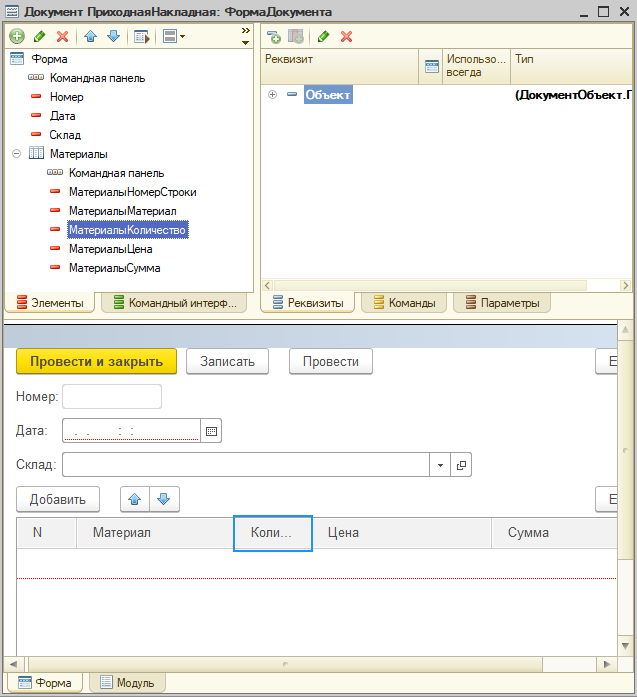 Документ ПриходнаяНакладная: ФормаДокумента
Форма
Командная панель
Номер
Дата
Склад
Материалы
Командная панель
МатериалыНомерСтроки
МатериалыМатериал
МатериалыКоличество
МатериалыЦена
МатериалыСумма
Элементы
Командный интерф...
Реквизит
Использо...
всегда
Тип
Объект
(ДокументОбъект.П
Реквизиты
Команды
Параметры
Провести и закрыть
Записать
Провести
Е
Номер:
Дата:
. . : :
Склад:
Добавить
Е
N
Материал
Коли...
Цена
Сумма
Форма
Модуль